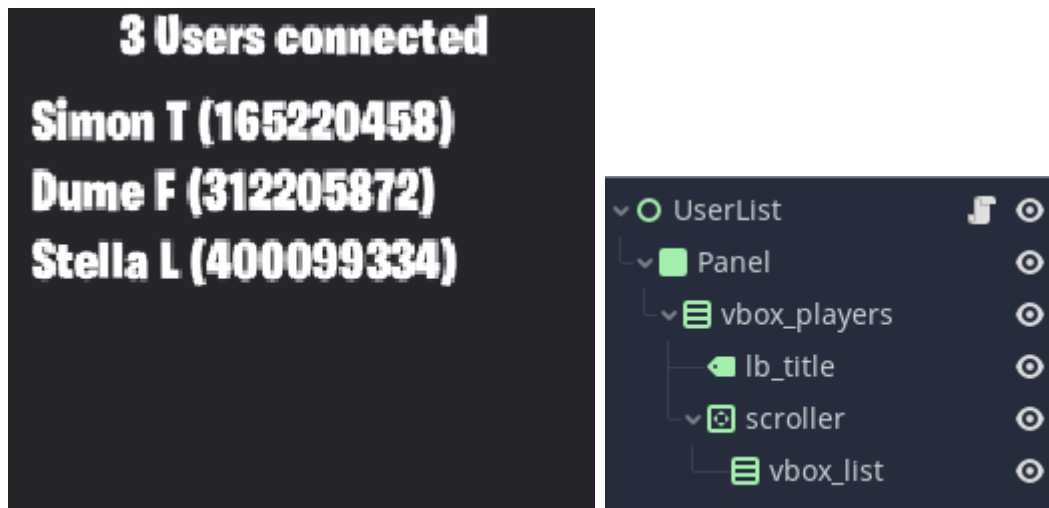 3 Users connected
Simon T (165220458)
Dume F (312205872)
Stella L (400099334)
UserList
Panel
vbox_players
lb_title
scroller
vbox_list